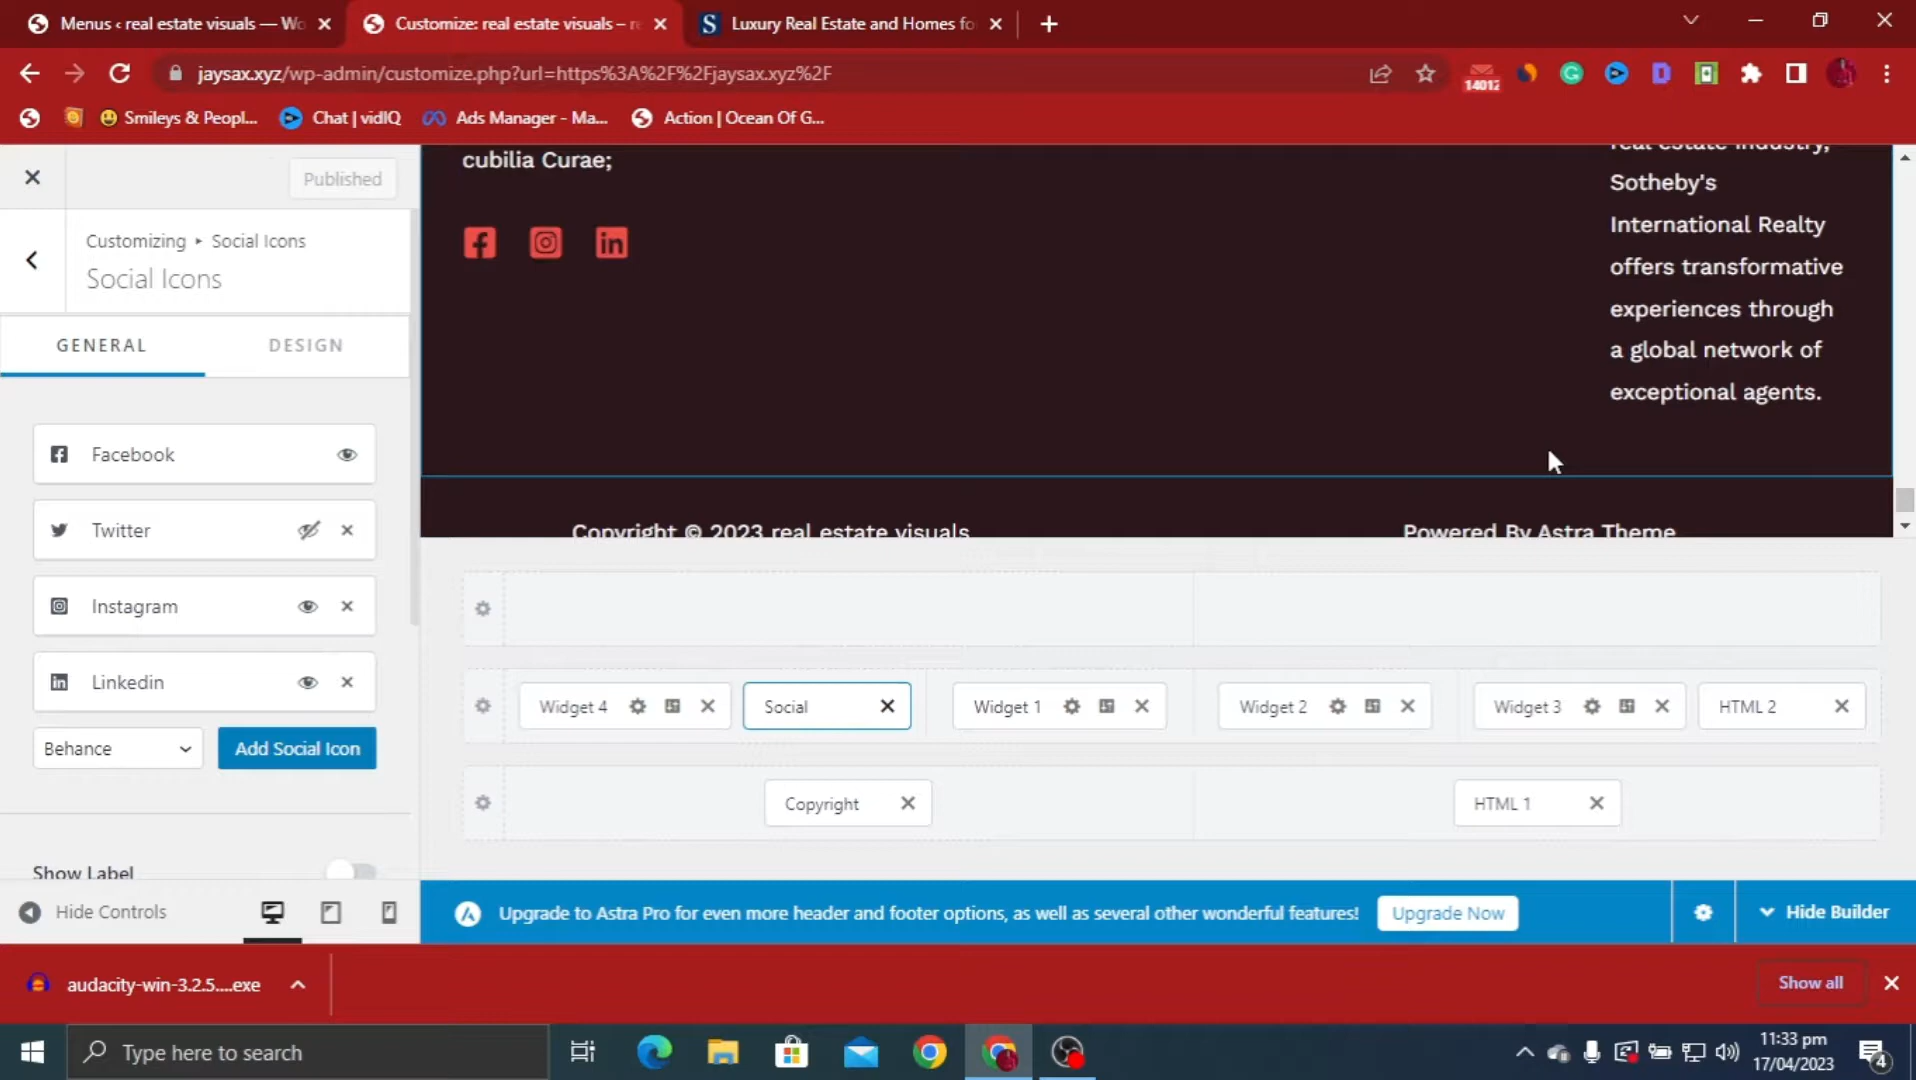 Menus ‹ real estate visuals — Wo
Customize: real estate visuals – re
Luxury Real Estate and Homes fo
jaysax.xyz/wp-admin/customize.php?url=https%3A%2F%2Fjaysax.xyz%2F
14012
Smileys & Peopl...
Chat | vidIQ
Ads Manager - Ma...
Action | Ocean Of G...
Published
Customizing ▸ Social Icons
Social Icons
GENERAL
DESIGN
Facebook
Twitter
Instagram
Linkedin
Behance
Add Social Icon
Show Label
Hide Controls
cubilia Curae;
real estate industry,
Sotheby's
International Realty
offers transformative
experiences through
a global network of
exceptional agents.
Copyright © 2023 real estate visuals
Powered By Astra Theme
Widget 4
Social
Widget 1
Widget 2
Widget 3
HTML 2
Copyright
HTML 1
Upgrade to Astra Pro for even more header and footer options, as well as several other wonderful features!
Upgrade Now
Hide Builder
audacity-win-3.2.5....exe
Show all
Type here to search
11:33 pm
17/04/2023
4